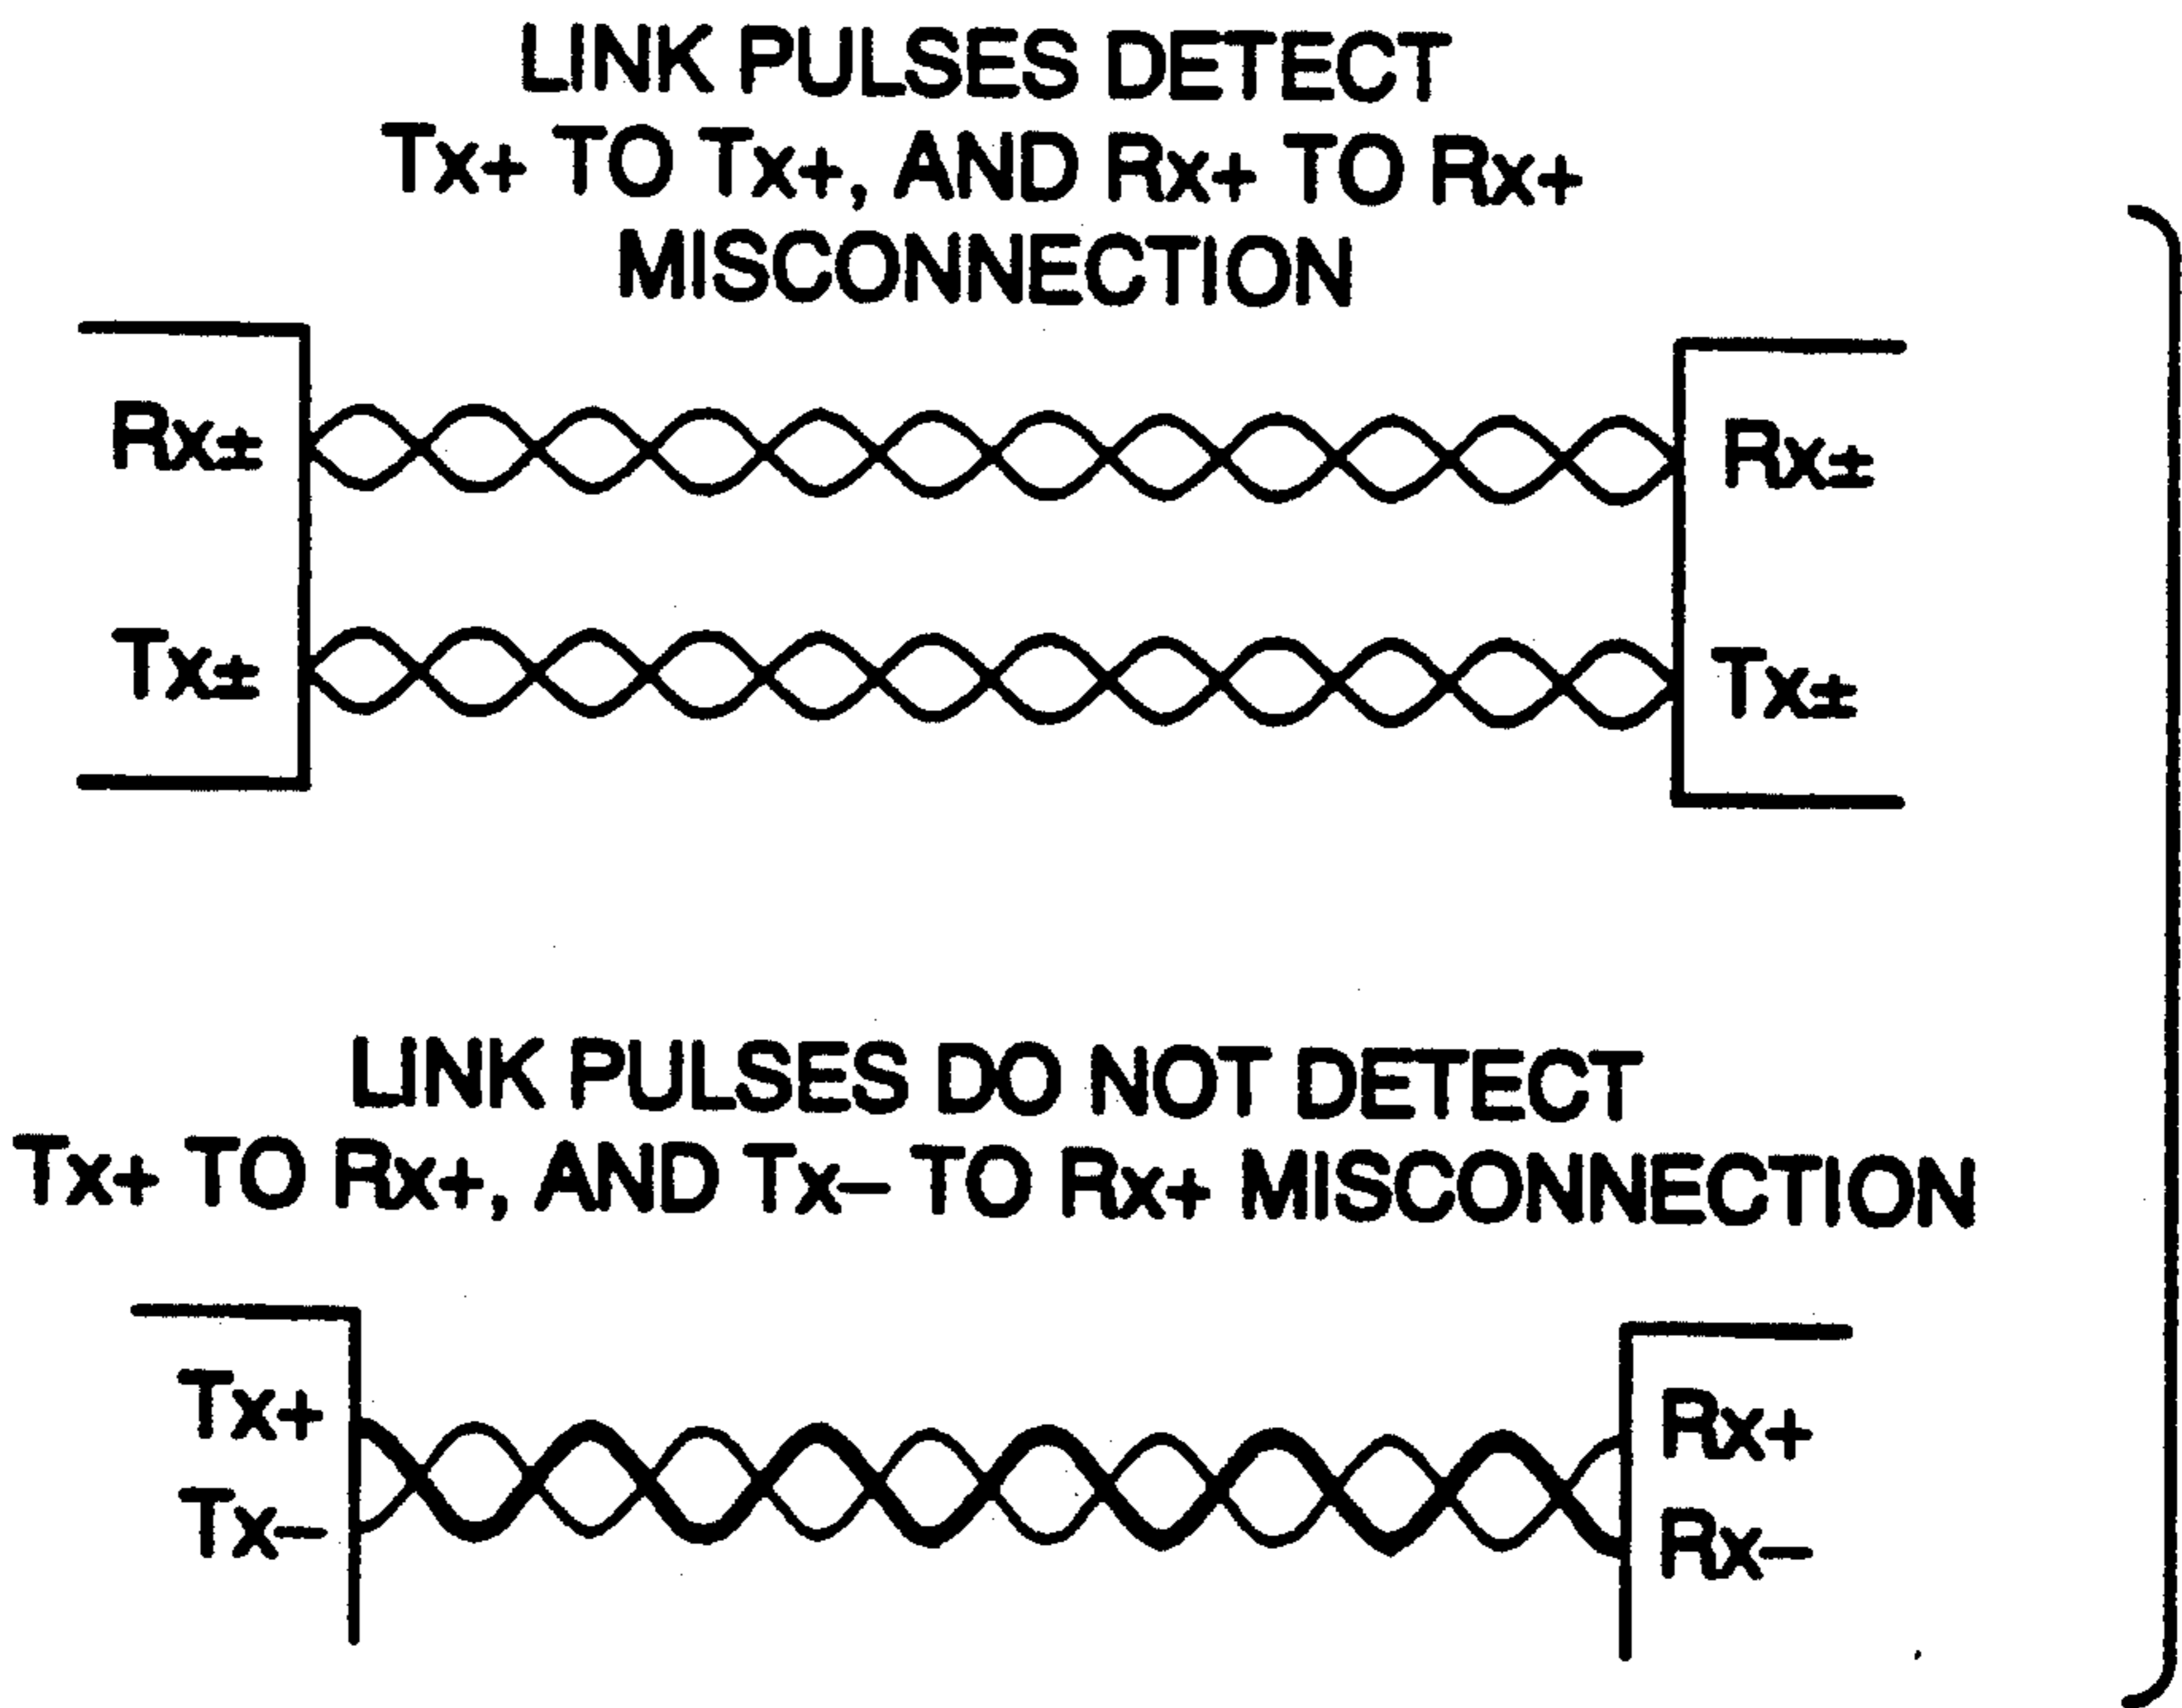 LINK PULSES DETECT
Tx+ TO Tx+, AND Rx+ TO Rx+
MISCONNECTION
Rx±
Rx±
Tx±
Tx±
LINK PULSES DO NOT DETECT
Tx+ TO Rx+, AND Tx– TO Rx+ MISCONNECTION
Tx+
Rx+
Tx–
Rx–